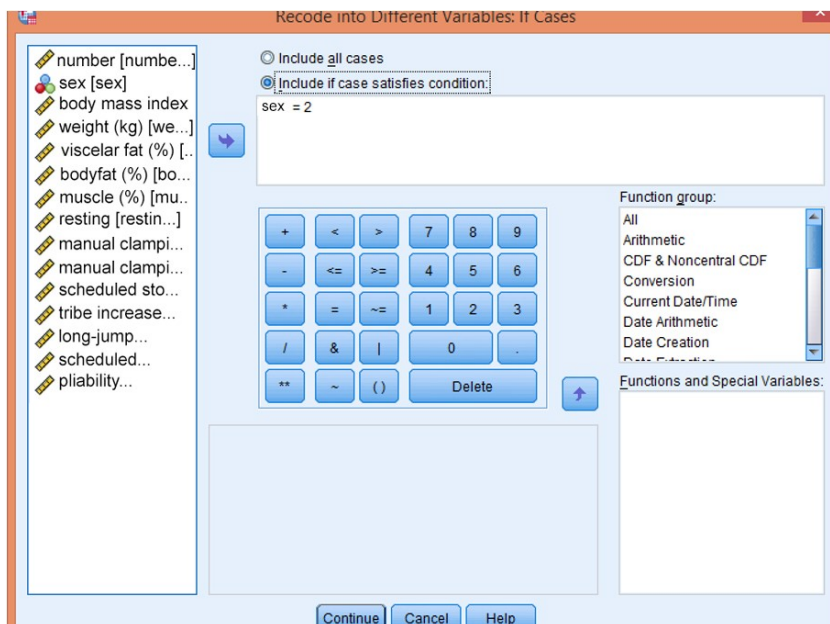 Recode into Different Variables: If Cases
number [numbe...]
sex [sex]
body mass index
weight (kg) [we...]
viscelar fat (%) [..
bodyfat (%) [bo...
muscle (%) [mu..
resting [restin...]
manual clampi...
manual clampi...
scheduled sto...
tribe increase...
long-jump...
scheduled...
pliability...
Include all cases
Include if case satisfies condition:
sex = 2
+ < > 7 8 9
- <= >= 4 5 6
* = ~= 1 2 3
/ & | 0 .
** ~ ( ) Delete
Function group:
All
Arithmetic
CDF & Noncentral CDF
Conversion
Current Date/Time
Date Arithmetic
Date Creation
Date Extraction
Functions and Special Variables:
Continue Cancel Help